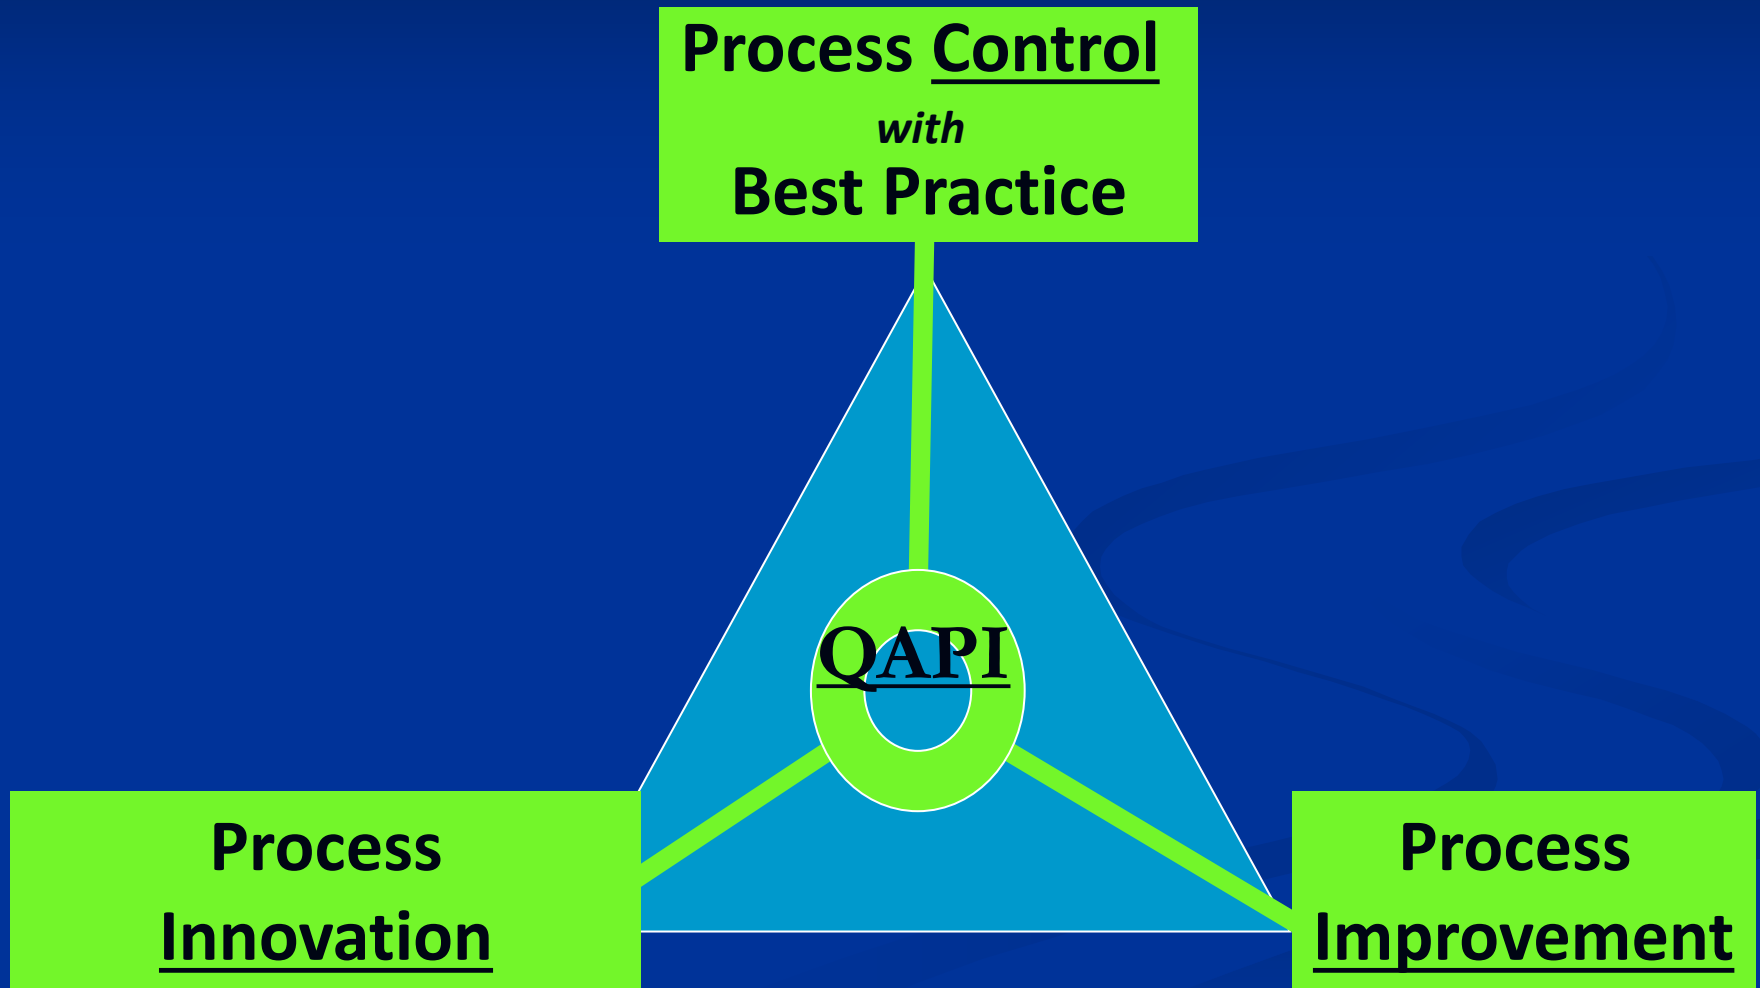 Process Control
with
Best Practice
QAPI
Process
Innovation
Process
Improvement